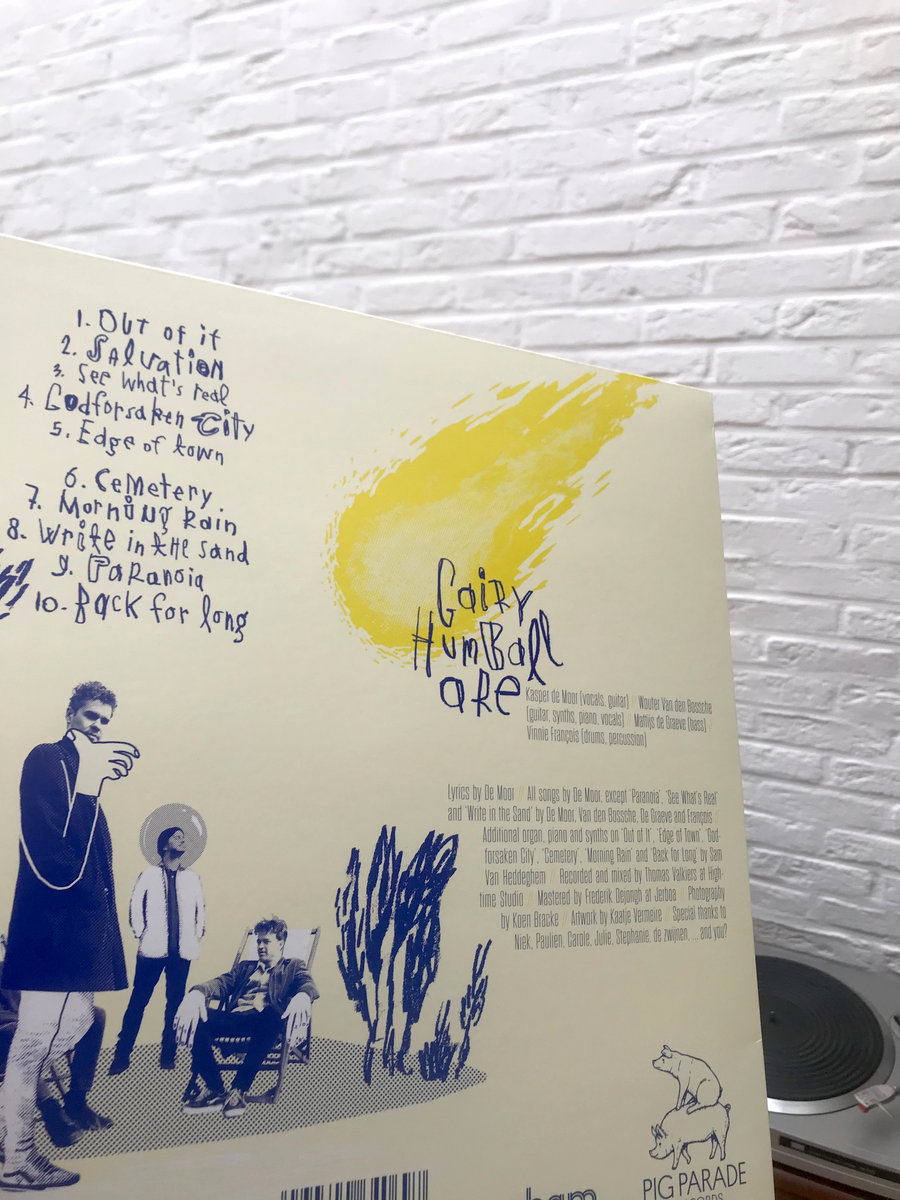 1. Out of it
2. Salvation
3. See what's real
4. Godforsaken City
5. Edge of town
6. Cemetery
7. Morning Rain
8. Write in the sand
9. Paranoia
10. Back for long
Gairy
Humball
are
Kasper de Moor (vocals, guitar) // Wouter Van den Bossche
(guitar, synths, piano, vocals) // Mattijs de Graeve (bass) //
Vinnie François (drums, percussion)
Lyrics by De Moor // All songs by De Moor, except 'Paranoia', 'See What's Real'
and 'Write in the Sand' by De Moor, Van den Bossche, De Graeve and François //
Additional organ, piano and synths on 'Out of It', 'Edge of Town', 'God-
forsaken City', 'Cemetery', 'Morning Rain' and 'Back for Long' by Sam
Van Heddeghem // Recorded and mixed by Thomas Valkiers at High-
time Studio // Mastered by Frederik Dejongh at Jerboa // Photography
by Koen Bracke // Artwork by Kaatje Vermeire // Special thanks to
Niek, Paulien, Carole, Julie, Stephanie, de zwijnen, ... and you?
PIG PARADE